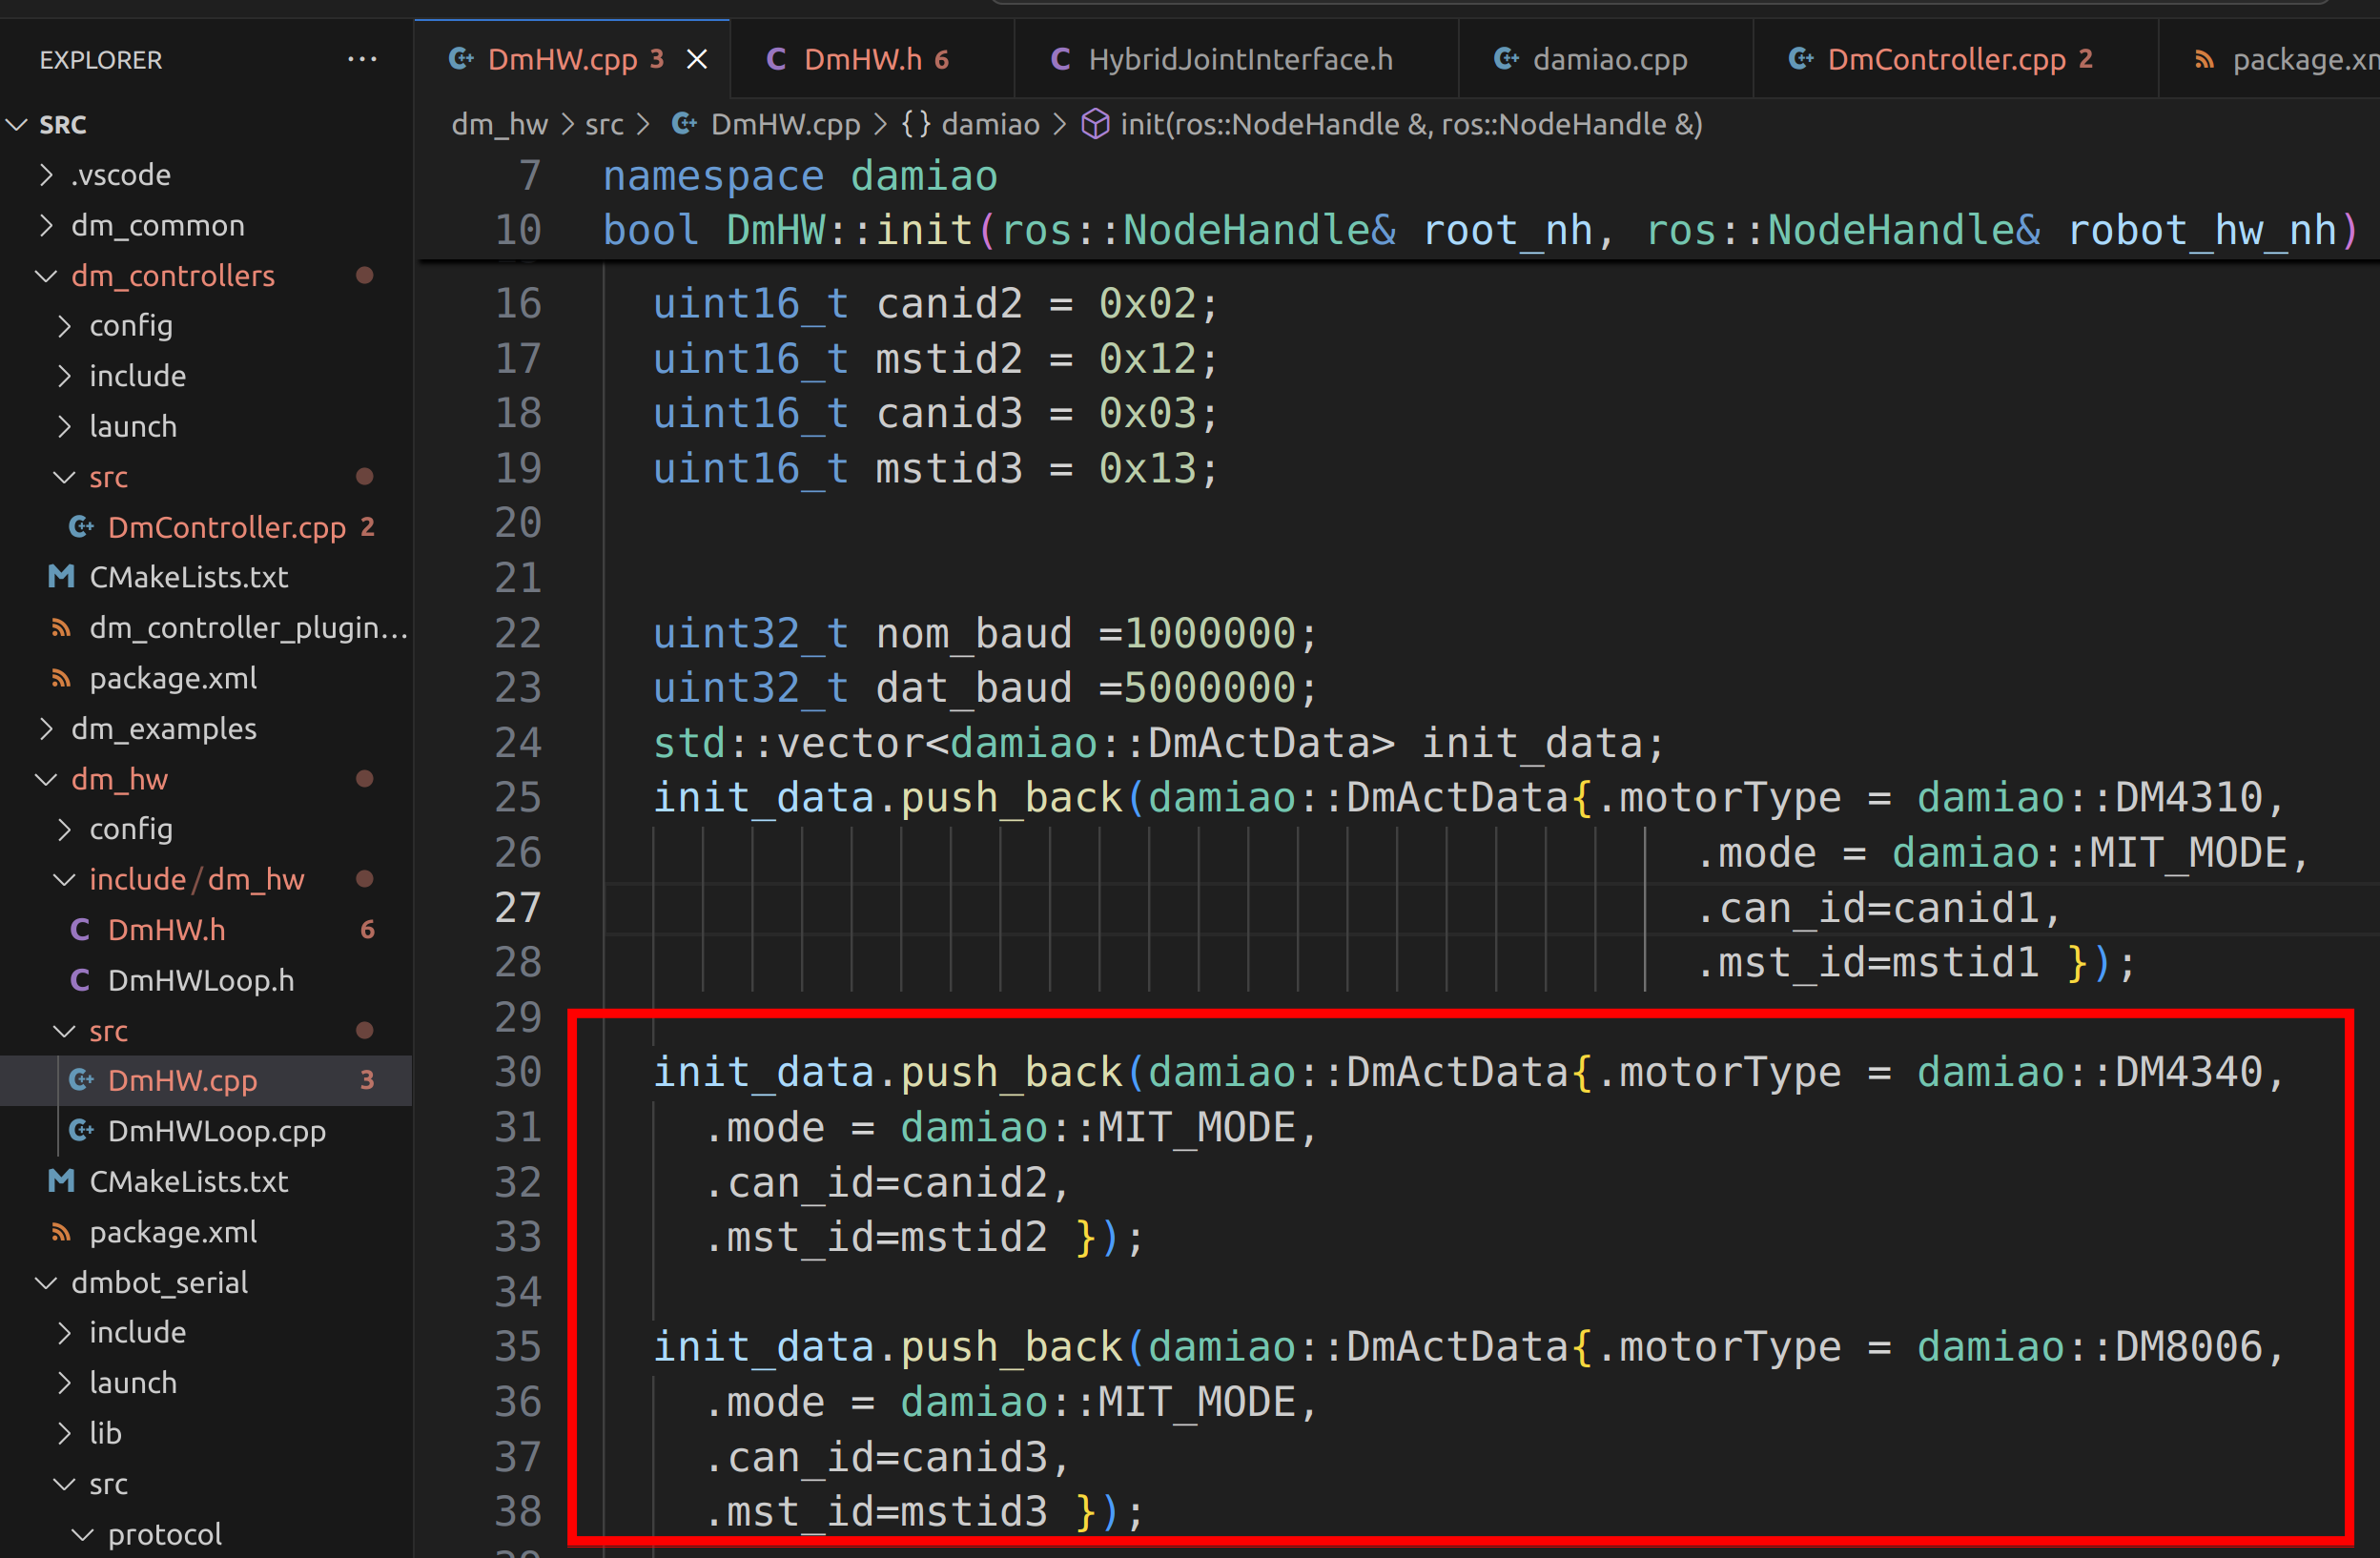 EXPLORER ...
SRC
.vscode
dm_common
dm_controllers
config
include
launch
src
DmController.cpp 2
CMakeLists.txt
dm_controller_plugin...
package.xml
dm_examples
dm_hw
config
include/dm_hw
DmHW.h 6
DmHWLoop.h
src
DmHW.cpp 3
DmHWLoop.cpp
CMakeLists.txt
package.xml
dmbot_serial
include
launch
lib
src
protocol
DmHW.cpp 3 DmHW.h 6 HybridJointInterface.h damiao.cpp DmController.cpp 2 package.xm
dm_hw > src > DmHW.cpp > {} damiao > init(ros::NodeHandle &, ros::NodeHandle &)
7 namespace damiao
10 bool DmHW::init(ros::NodeHandle& root_nh, ros::NodeHandle& robot_hw_nh)
16 uint16_t canid2 = 0x02;
17 uint16_t mstid2 = 0x12;
18 uint16_t canid3 = 0x03;
19 uint16_t mstid3 = 0x13;
20
21
22 uint32_t nom_baud =1000000;
23 uint32_t dat_baud =5000000;
24 std::vector<damiao::DmActData> init_data;
25 init_data.push_back(damiao::DmActData{.motorType = damiao::DM4310,
26 .mode = damiao::MIT_MODE,
27 .can_id=canid1,
28 .mst_id=mstid1 });
29
30 init_data.push_back(damiao::DmActData{.motorType = damiao::DM4340,
31 .mode = damiao::MIT_MODE,
32 .can_id=canid2,
33 .mst_id=mstid2 });
34
35 init_data.push_back(damiao::DmActData{.motorType = damiao::DM8006,
36 .mode = damiao::MIT_MODE,
37 .can_id=canid3,
38 .mst_id=mstid3 });